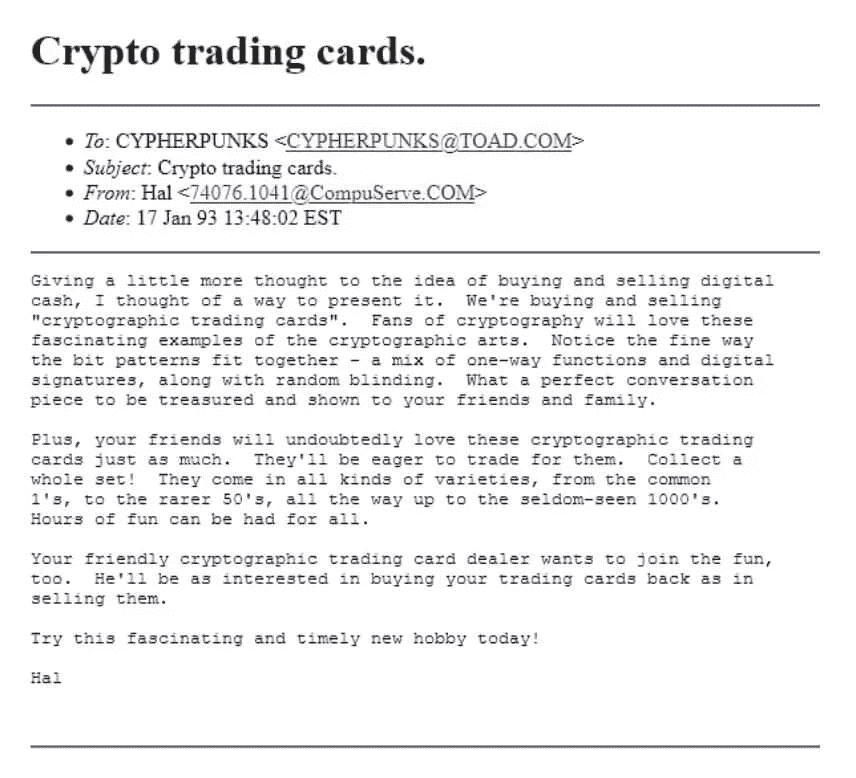 Crypto trading cards.
To: CYPHERPUNKS <CYPHERPUNKS@TOAD.COM>
Subject: Crypto trading cards.
From: Hal <74076.1041@CompuServe.COM>
Date: 17 Jan 93 13:48:02 EST
Giving a little more thought to the idea of buying and selling digital
cash, I thought of a way to present it.  We're buying and selling
"cryptographic trading cards".  Fans of cryptography will love these
fascinating examples of the cryptographic arts.  Notice the fine way
the bit patterns fit together - a mix of one-way functions and digital
signatures, along with random blinding.  What a perfect conversation
piece to be treasured and shown to your friends and family.
Plus, your friends will undoubtedly love these cryptographic trading
cards just as much.  They'll be eager to trade for them.  Collect a
whole set!  They come in all kinds of varieties, from the common
1's, to the rarer 50's, all the way up to the seldom-seen 1000's.
Hours of fun can be had for all.
Your friendly cryptographic trading card dealer wants to join the fun,
too.  He'll be as interested in buying your trading cards back as in
selling them.
Try this fascinating and timely new hobby today!
Hal